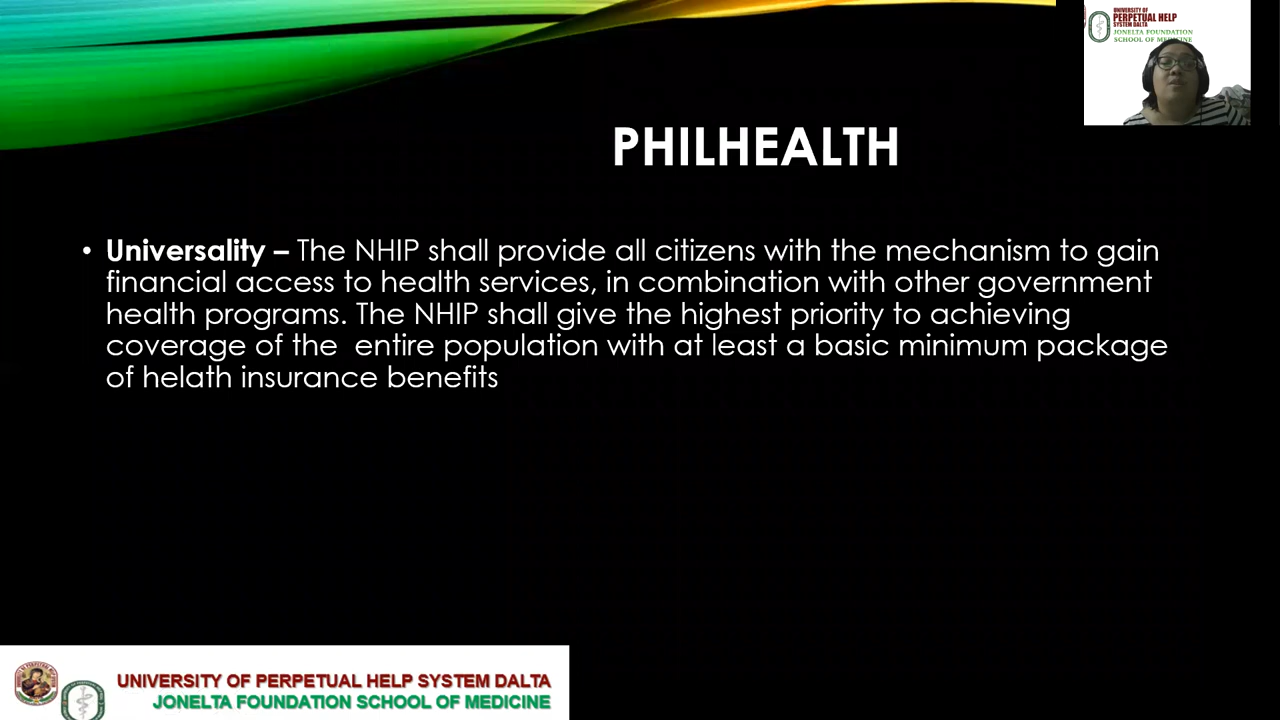 UNIVERSITY OF
PERPETUAL HELP
SYSTEM DALTA
JONELTA FOUNDATION
SCHOOL OF MEDICINE
PHILHEALTH
• Universality – The NHIP shall provide all citizens with the mechanism to gain
financial access to health services, in combination with other government
health programs. The NHIP shall give the highest priority to achieving
coverage of the  entire population with at least a basic minimum package
of helath insurance benefits
UNIVERSITY OF PERPETUAL HELP SYSTEM DALTA
JONELTA FOUNDATION SCHOOL OF MEDICINE